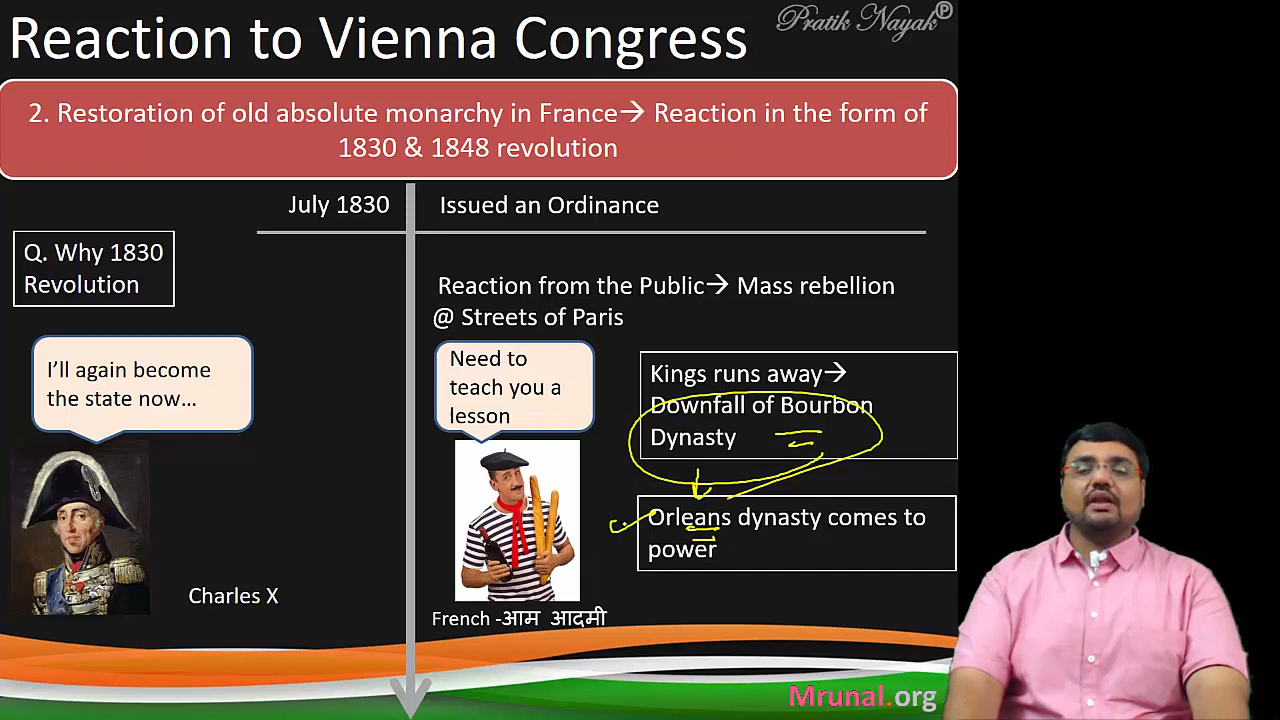 Reaction to Vienna Congress
Pratik Nayak℗
2. Restoration of old absolute monarchy in France→ Reaction in the form of
1830 & 1848 revolution
July 1830
Issued an Ordinance
Q. Why 1830
Revolution
Reaction from the Public→ Mass rebellion
@ Streets of Paris
I’ll again become
the state now…
Need to
teach you a
lesson
Kings runs away→
Downfall of Bourbon
Dynasty
Orleans dynasty comes to
power
Charles X
French -आम आदमी
Mrunal.org